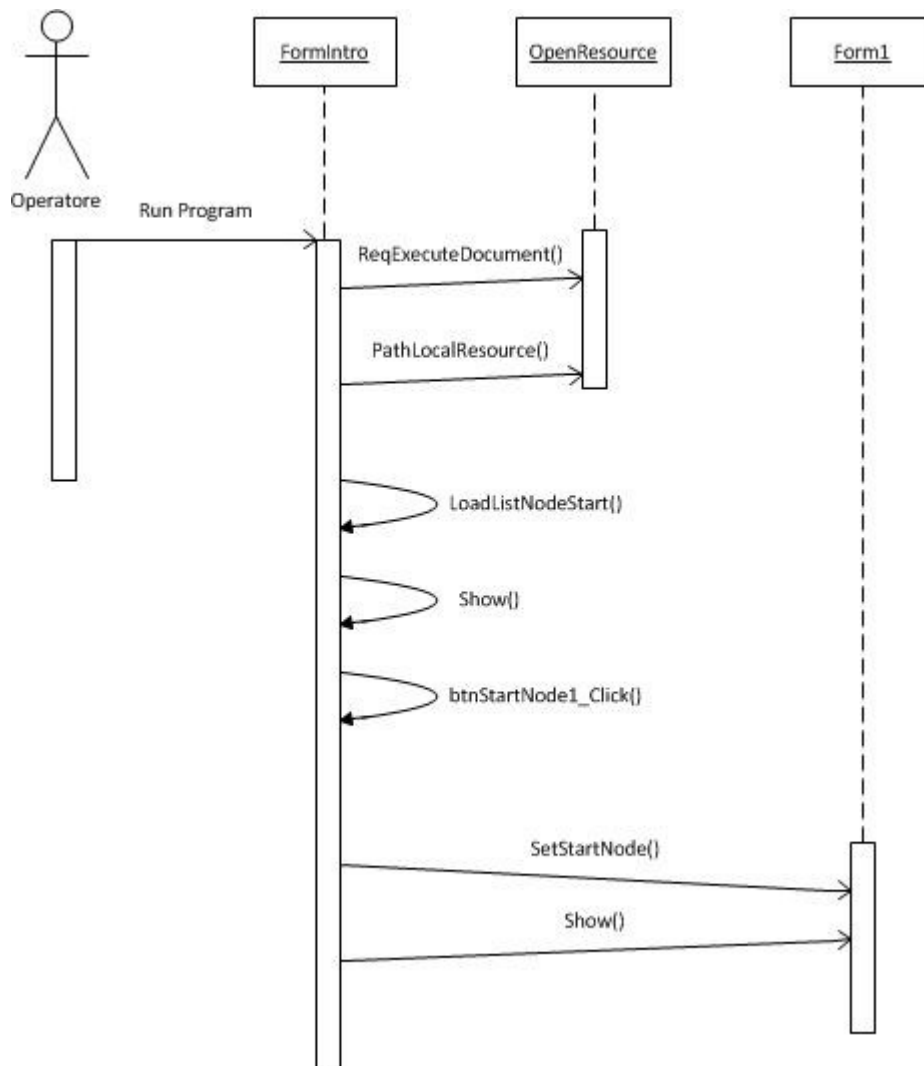 FormIntro
OpenResource
Form1
Operatore
Run Program
ReqExecuteDocument()
PathLocalResource()
LoadListNodeStart()
Show()
btnStartNode1_Click()
SetStartNode()
Show()